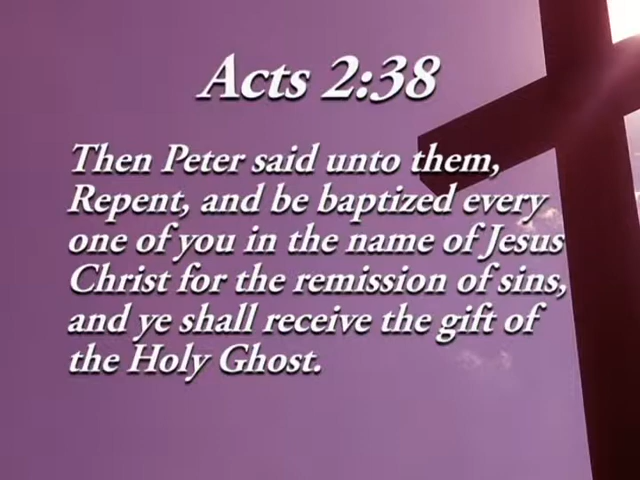 Acts 2:38
Then Peter said unto them,
Repent, and be baptized every
one of you in the name of Jesus
Christ for the remission of sins,
and ye shall receive the gift of
the Holy Ghost.